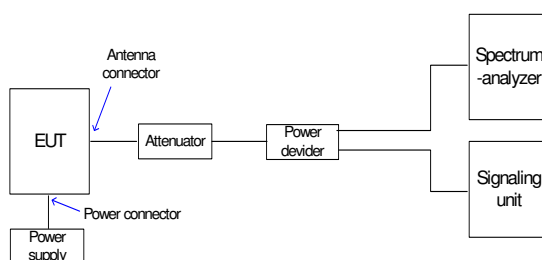 Antenna
connector
EUT
Attenuator
Power
devider
Spectrum
-analyzer
Signaling
unit
Power connector
Power
supply